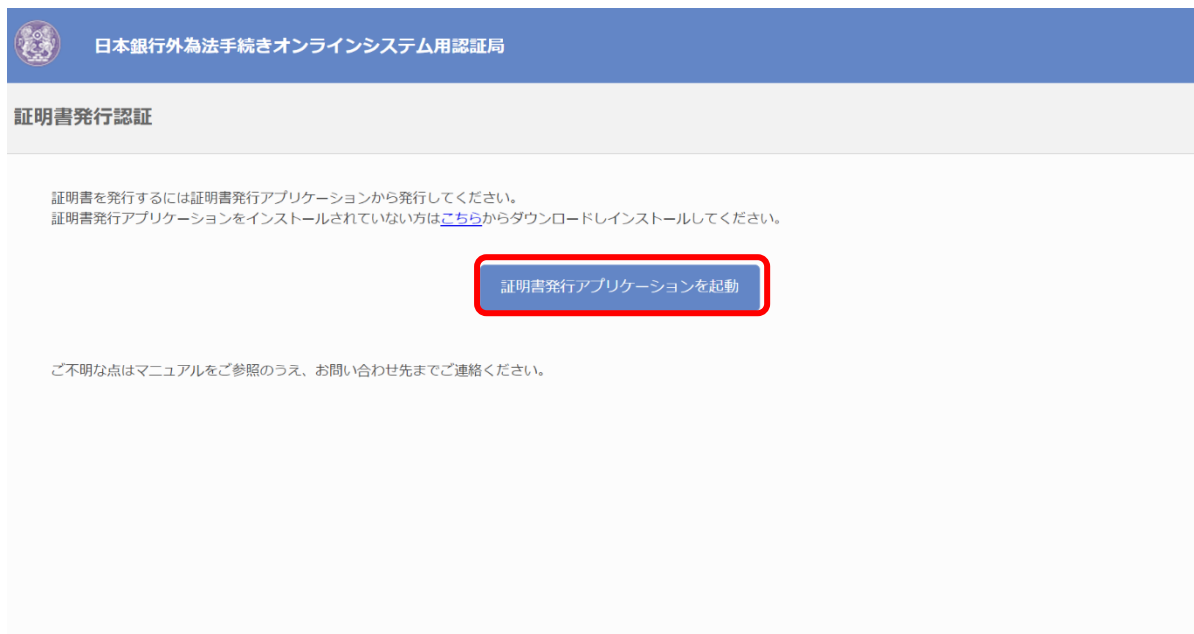 日本銀行外為法手続きオンラインシステム用認証局
証明書発行認証
証明書を発行するには証明書発行アプリケーションから発行してください。
証明書発行アプリケーションをインストールされていない方はこちらからダウンロードしインストールしてください。
証明書発行アプリケーションを起動
ご不明な点はマニュアルをご参照のうえ、お問い合わせ先までご連絡ください。